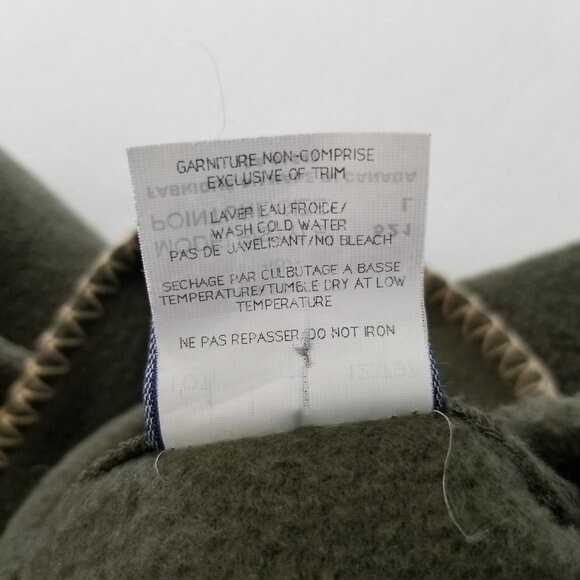 GARNITURE NON-COMPRISE
EXCLUSIVE OF TRIM
LAVER EAU FROIDE/
WASH COLD WATER
PAS DE JAVELISANT/NO BLEACH
SECHAGE PAR CULBUTAGE A BASSE
TEMPERATURE/TUMBLE DRY AT LOW
TEMPERATURE
NE PAS REPASSER/DO NOT IRON